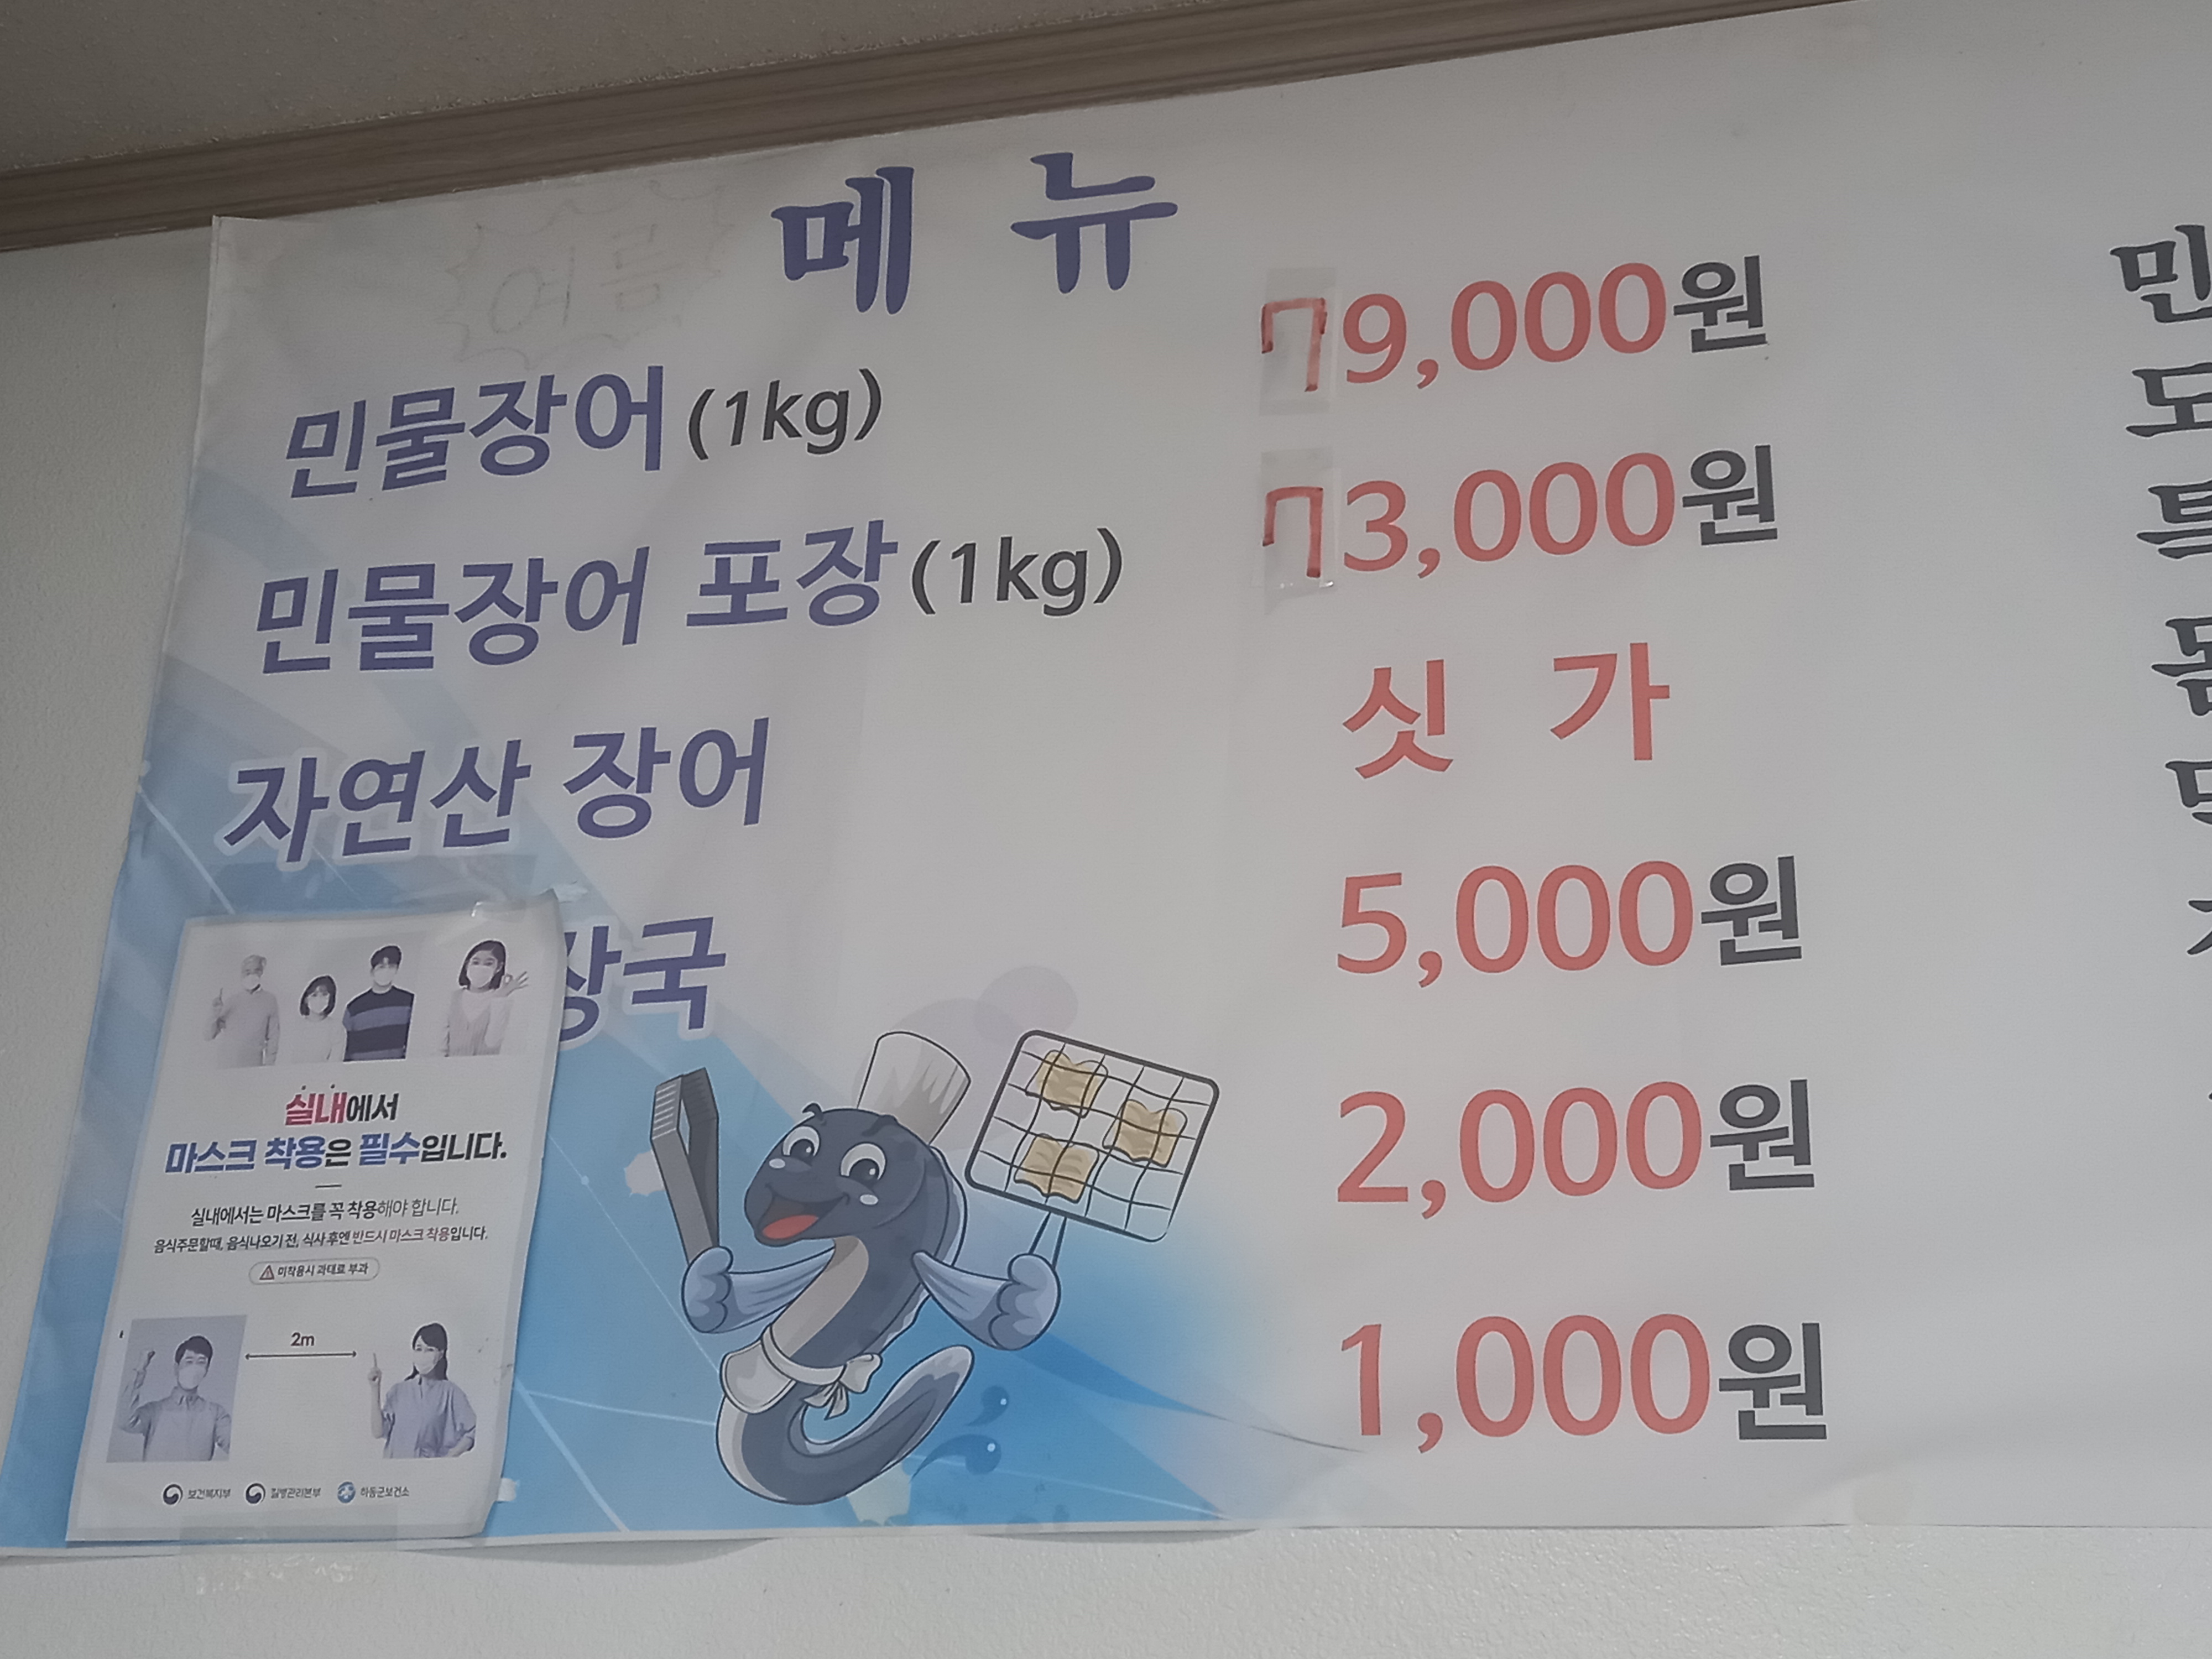 메 뉴
여름
민물장어(1kg) 79,000원
민물장어 포장(1kg) 73,000원
자연산 장어 싯 가
국 5,000원
2,000원
1,000원
실내에서
마스크 착용은 필수입니다.
실내에서는 마스크를 꼭 착용해야 합니다.
음식주문할때, 음식나오기 전, 식사 후엔 반드시 마스크 착용입니다.
미착용시 과태료 부과
2m
보건복지부 질병관리본부 하동군보건소
민
도
특